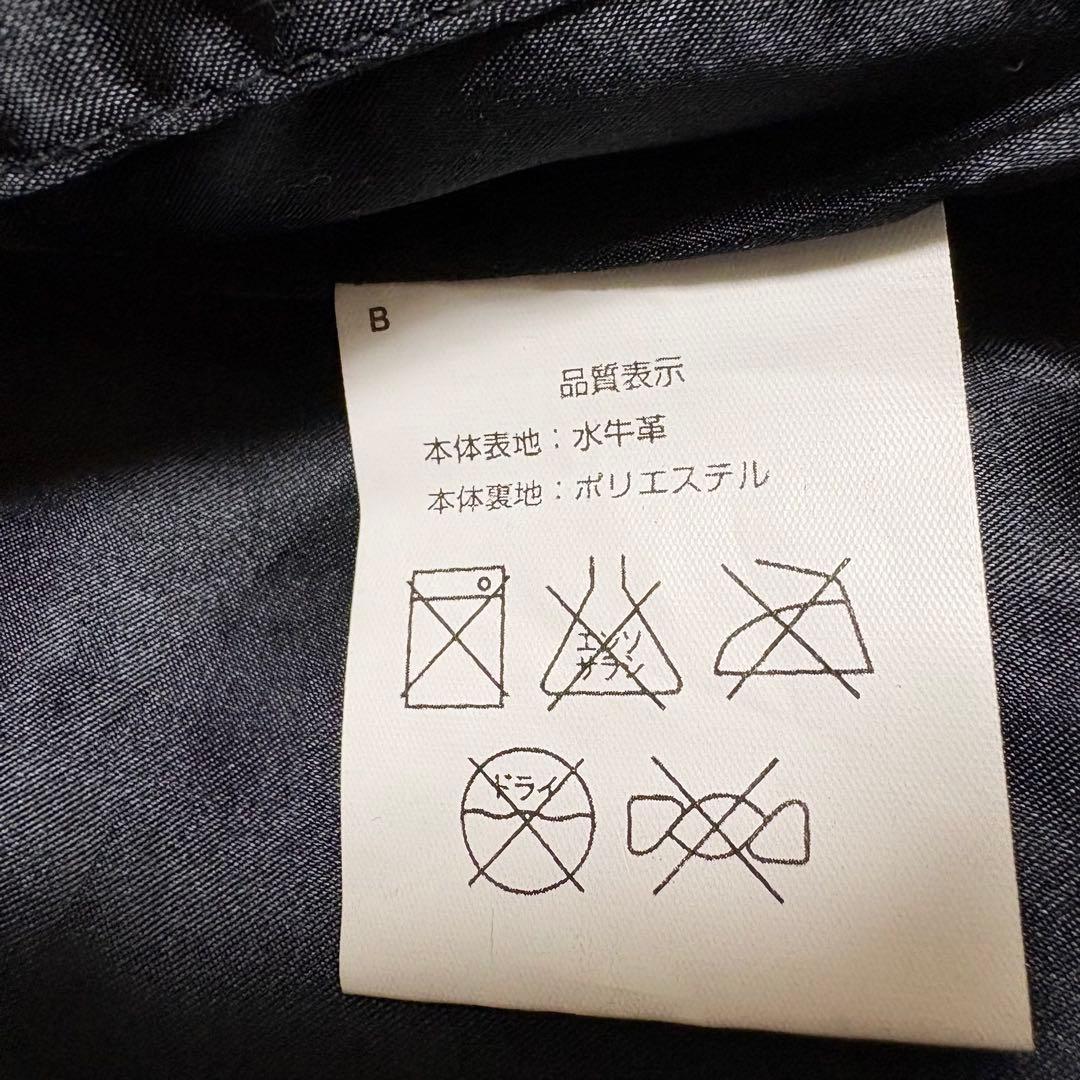 B
品質表示
本体表地：水牛革
本体裏地：ポリエステル
エンソ
サラシ
ドライ